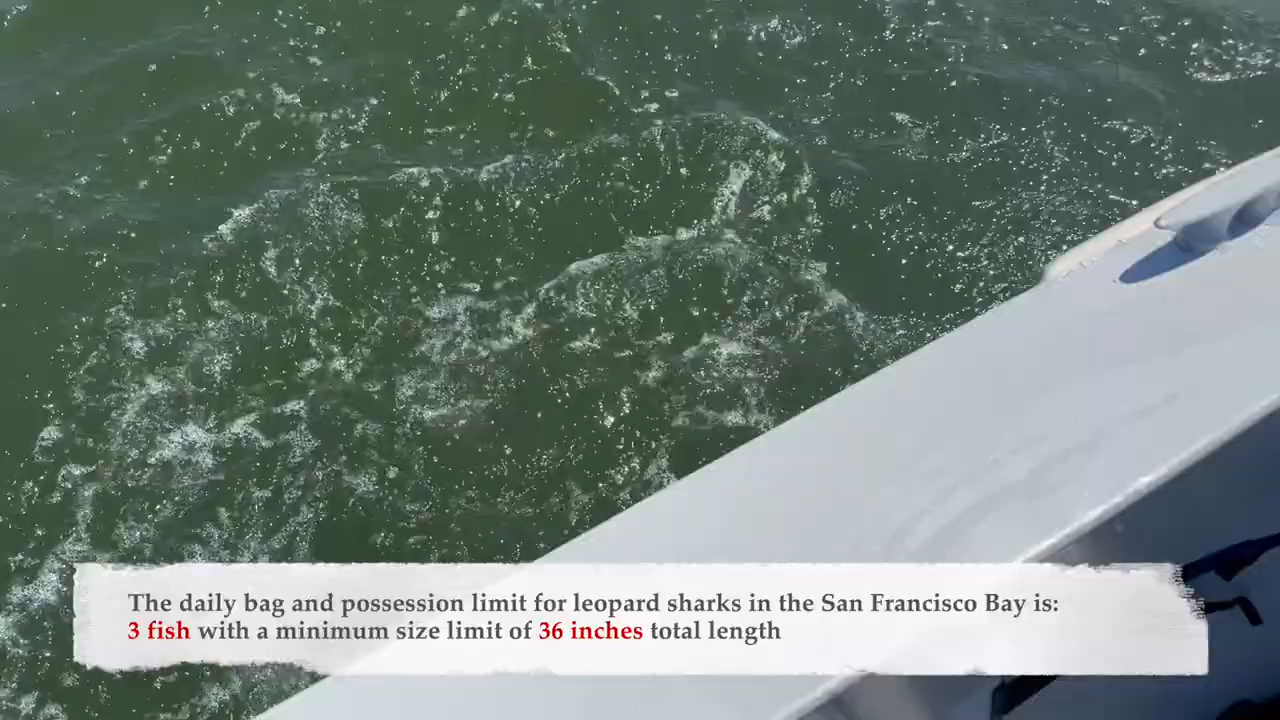 The daily bag and possession limit for leopard sharks in the San Francisco Bay is:
3 fish with a minimum size limit of 36 inches total length